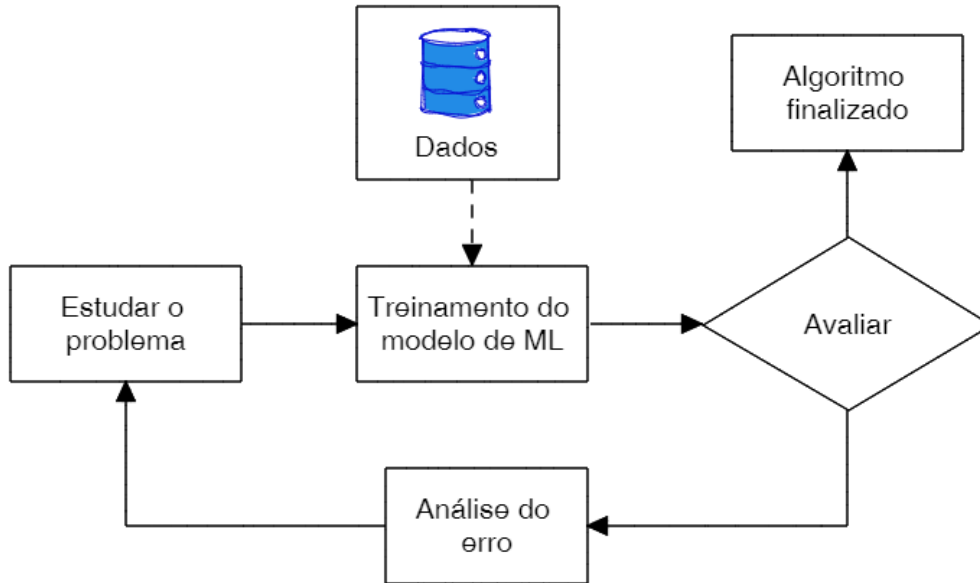 Dados
Algoritmo
finalizado
Estudar o
problema
Treinamento do
modelo de ML
Avaliar
Análise do
erro